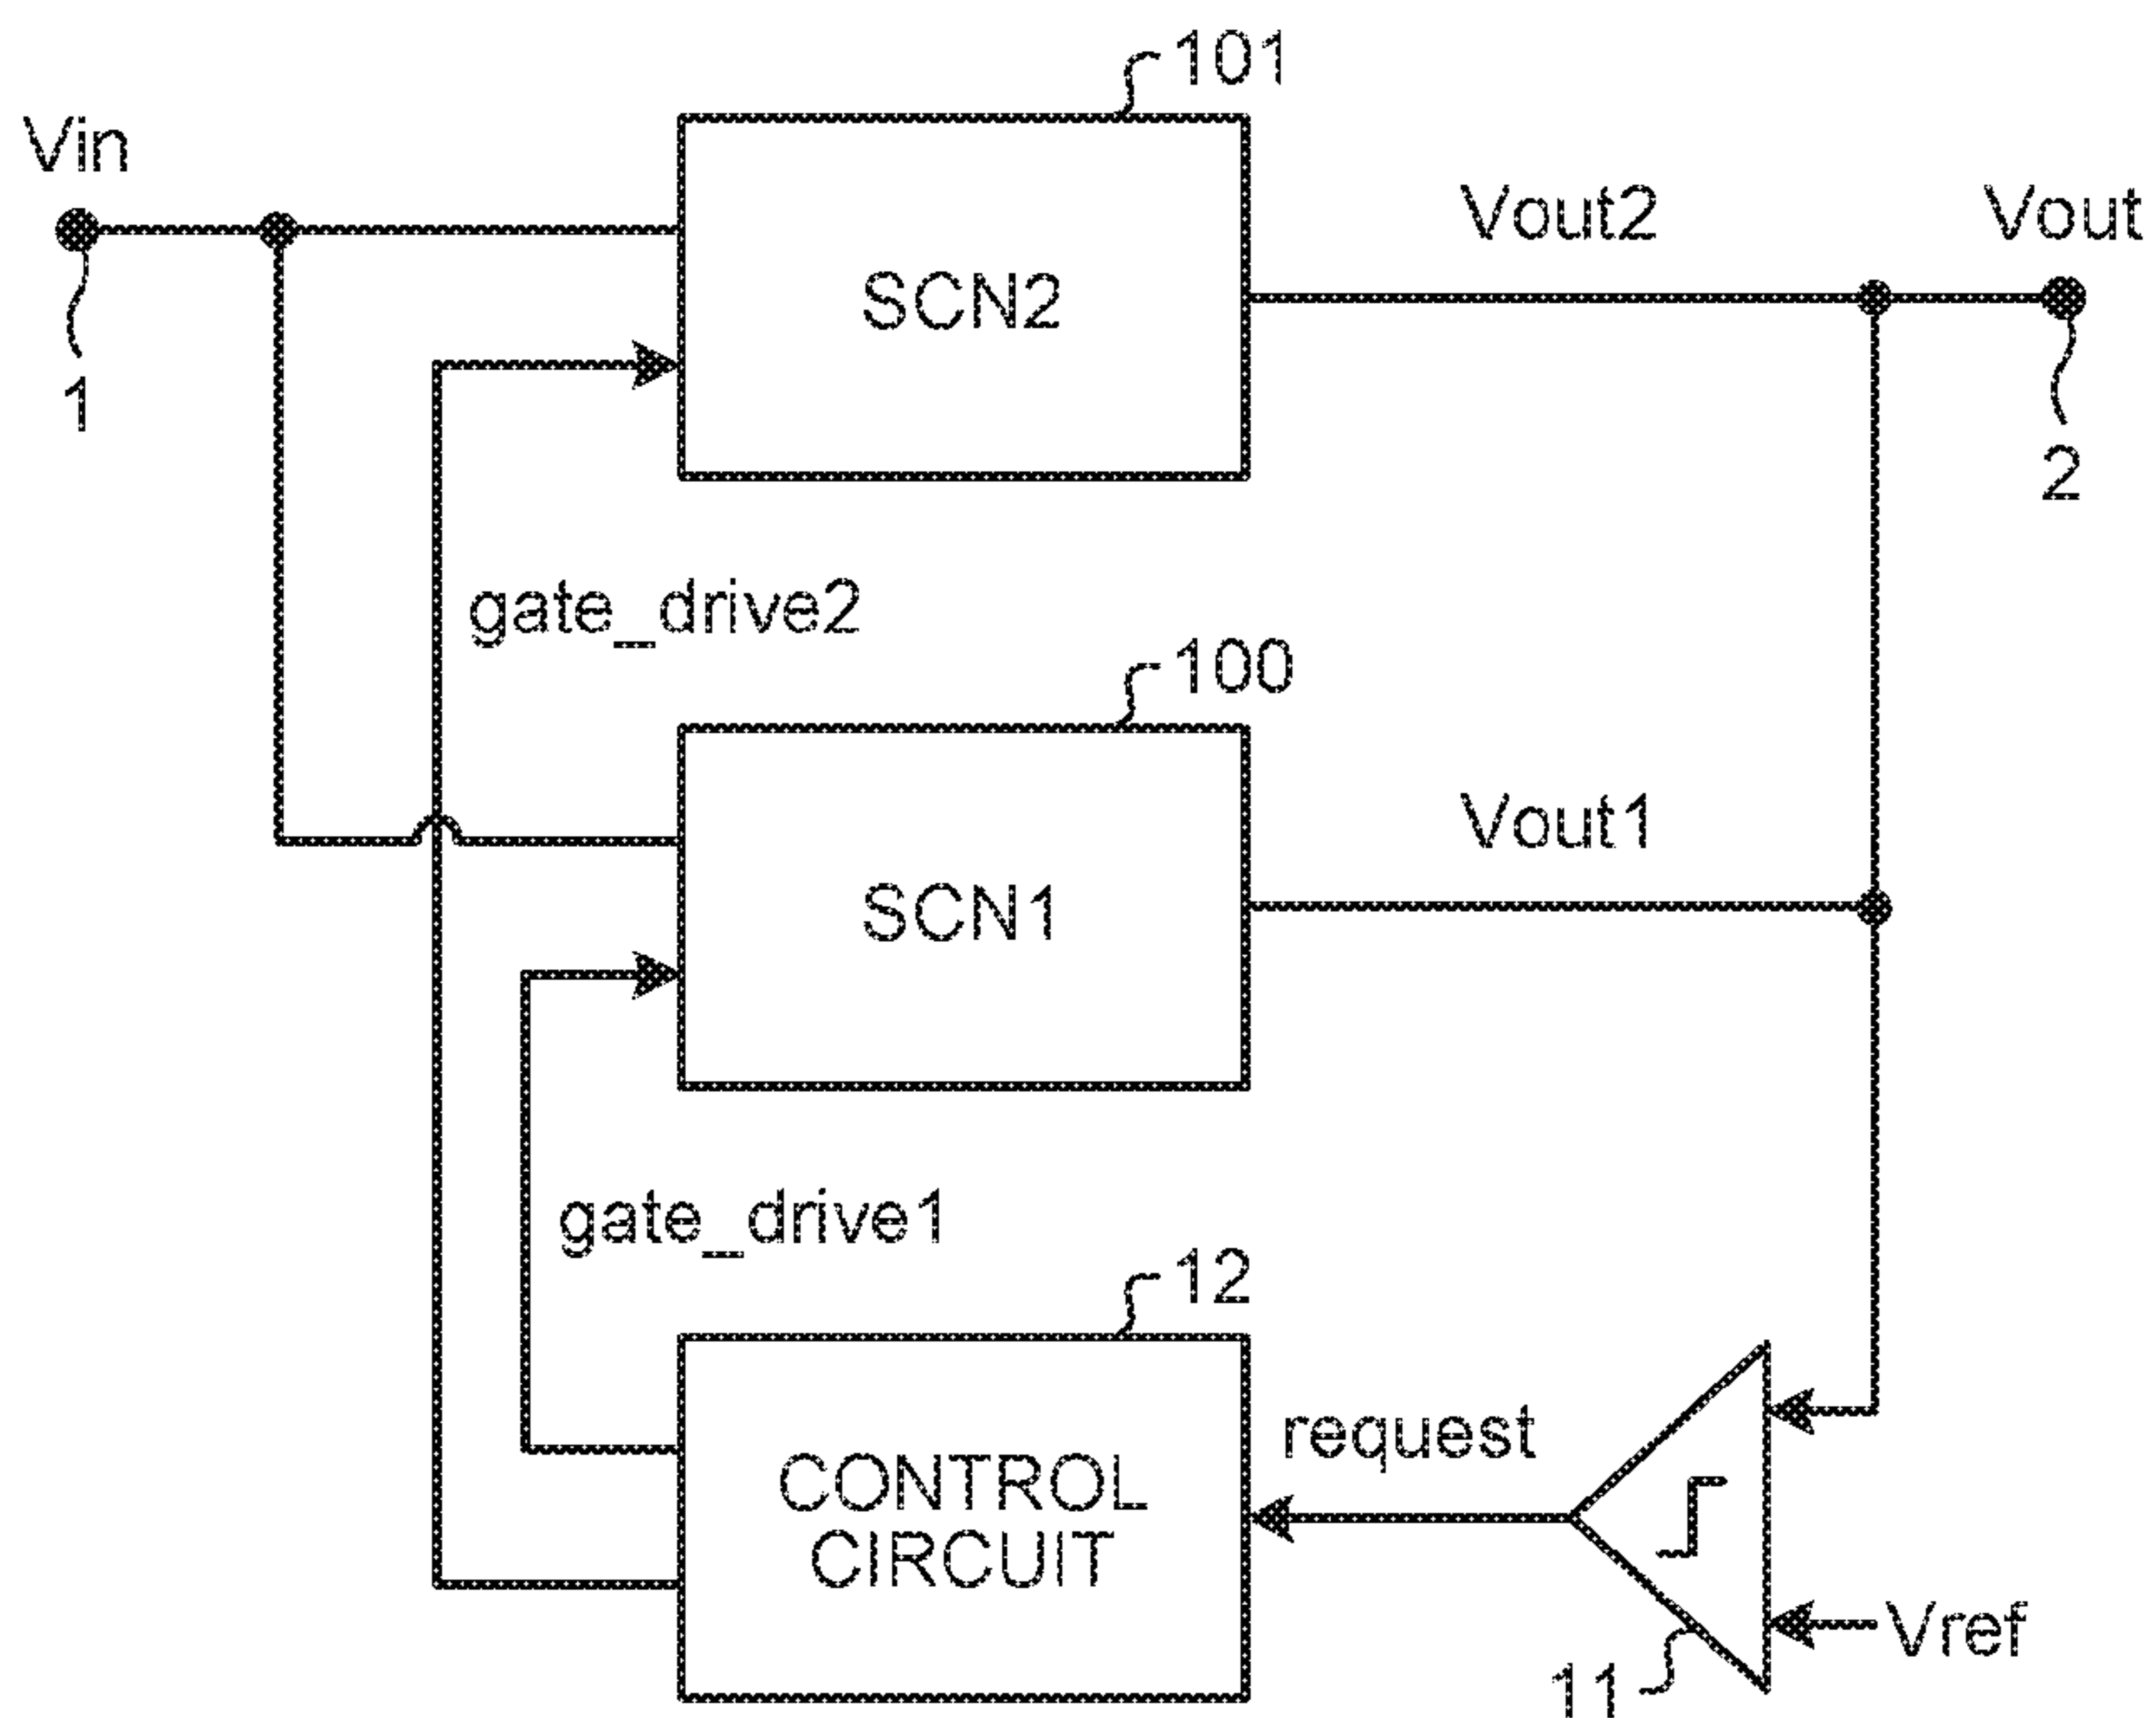 101
Vin
Vout2
Vout
SCN2
1
2
gate_drive2
100
Vout1
SCN1
gate_drive1
12
request
CONTROL
CIRCUIT
Vref
11